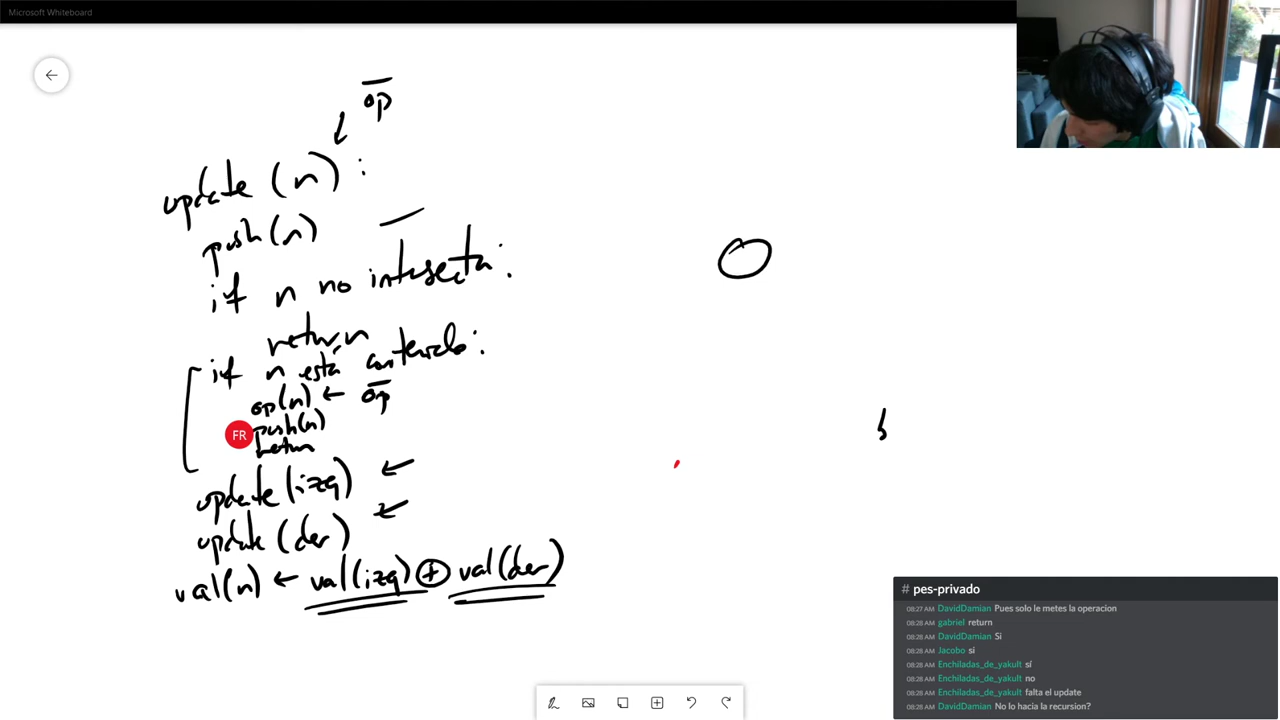 Microsoft Whiteboard
op
update (n) :
push(n)
if n no intersecta:
return
if n está contenido:
op(n) ← op
FR
push(n)
return
update (izq) ←
update (der) ←
val(n) ← val(izq) ⊕ val(der)
# pes-privado
08:27 AM DavidDamian Pues solo le metes la operacion
08:28 AM gabriel return
08:28 AM DavidDamian Si
08:28 AM Jacobo si
08:28 AM Enchiladas_de_yakult sí
08:28 AM Enchiladas_de_yakult no
08:28 AM Enchiladas_de_yakult falta el update
08:28 AM DavidDamian No lo hacia la recursion?